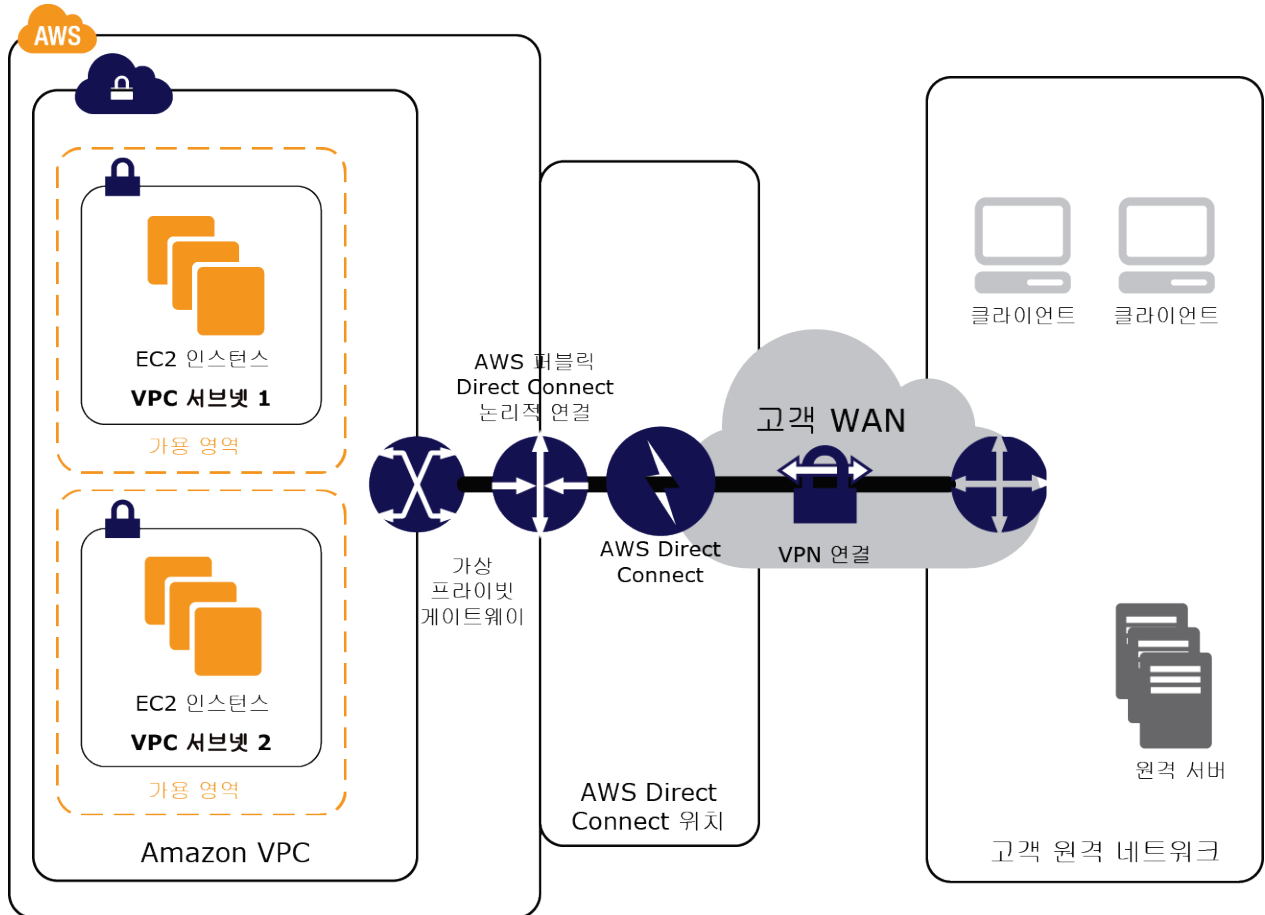 AWS
EC2 인스턴스
VPC 서브넷 1
가용 영역
EC2 인스턴스
VPC 서브넷 2
가용 영역
Amazon VPC
가상
프라이빗
게이트웨이
AWS 퍼블릭
Direct Connect
논리적 연결
AWS Direct
Connect
AWS Direct
Connect 위치
고객 WAN
VPN 연결
클라이언트
클라이언트
원격 서버
고객 원격 네트워크